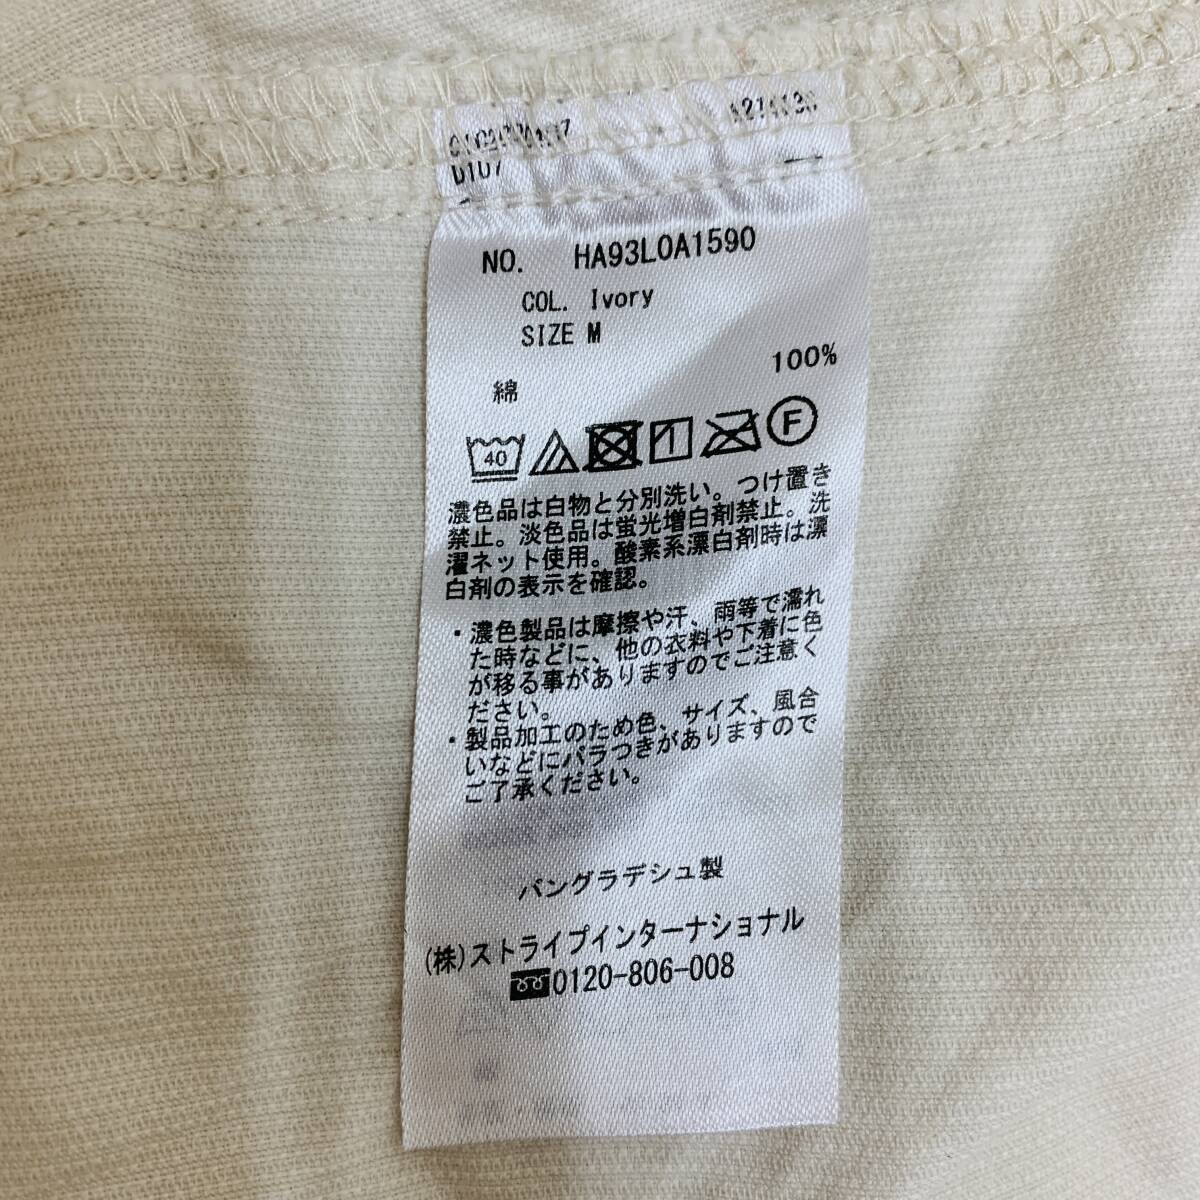 D107
NO. HA93L0A1590
COL. Ivory
SIZE M
綿 100%
40 F
濃色品は白物と分別洗い。つけ置き
禁止。淡色品は蛍光増白剤禁止。洗
濯ネット使用。酸素系漂白剤時は漂
白剤の表示を確認。
・濃色製品は摩擦や汗、雨等で濡れ
た時などに、他の衣料や下着に色
が移る事がありますのでご注意く
ださい。
・製品加工のため色、サイズ、風合
いなどにバラつきがありますので
ご了承ください。
バングラデシュ製
(株)ストライプインターナショナル
0120-806-008